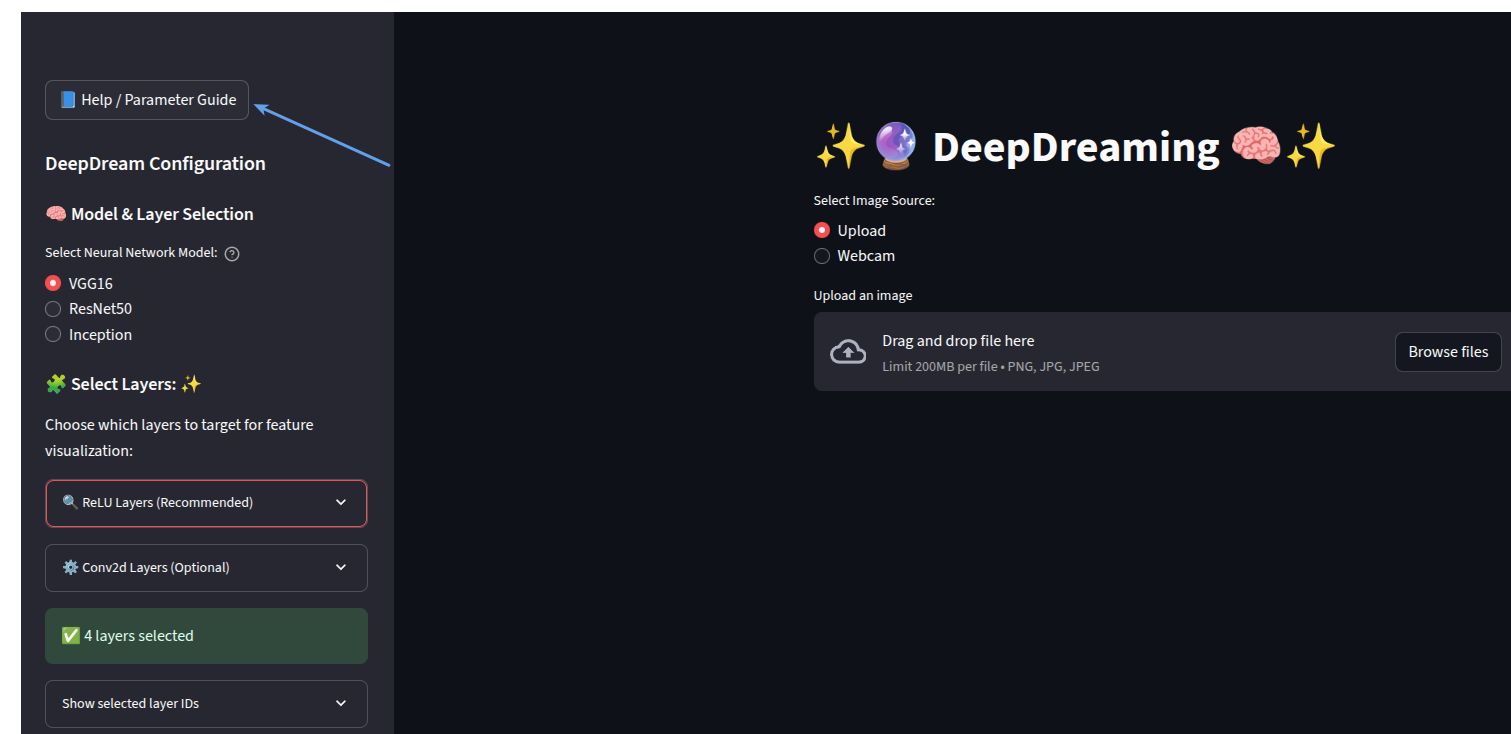 Help / Parameter Guide
DeepDream Configuration
Model & Layer Selection
Select Neural Network Model:
VGG16
ResNet50
Inception
Select Layers:
Choose which layers to target for feature
visualization:
ReLU Layers (Recommended)
Conv2d Layers (Optional)
4 layers selected
Show selected layer IDs
DeepDreaming
Select Image Source:
Upload
Webcam
Upload an image
Drag and drop file here
Limit 200MB per file • PNG, JPG, JPEG
Browse files